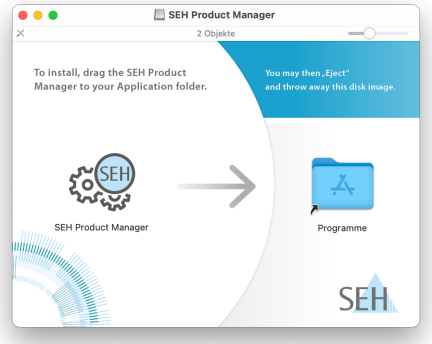 SEH Product Manager
2 Objekte
To install, drag the SEH Product
Manager to your Application folder.
You may then „Eject“
and throw away this disk image.
SEH
SEH Product Manager
Programme
SEH